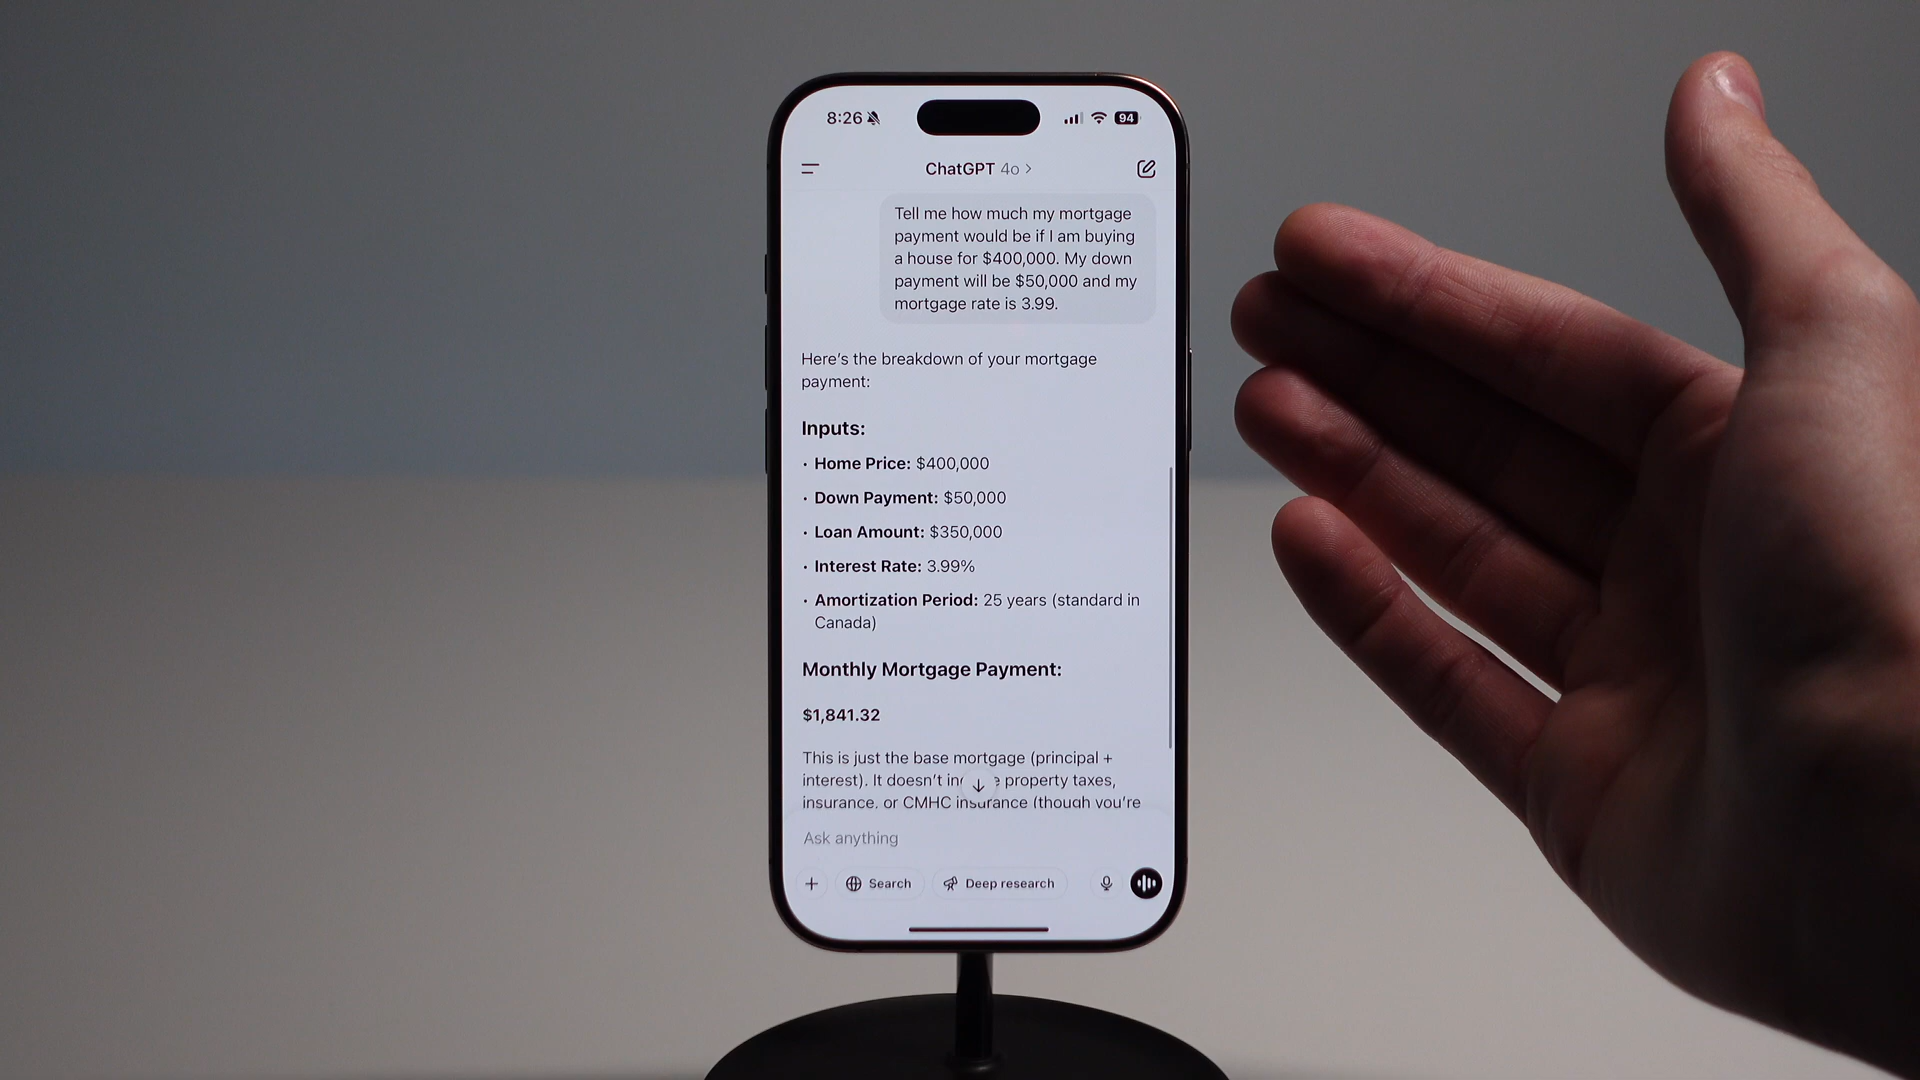 8:26
94
ChatGPT 4o >
Tell me how much my mortgage
payment would be if I am buying
a house for $400,000. My down
payment will be $50,000 and my
mortgage rate is 3.99.
Here's the breakdown of your mortgage
payment:
Inputs:
· Home Price: $400,000
· Down Payment: $50,000
· Loan Amount: $350,000
· Interest Rate: 3.99%
· Amortization Period: 25 years (standard in
Canada)
Monthly Mortgage Payment:
$1,841.32
This is just the base mortgage (principal +
interest). It doesn't property taxes,
insurance, or CMHC insurance (though you're
Ask anything
Search
Deep research